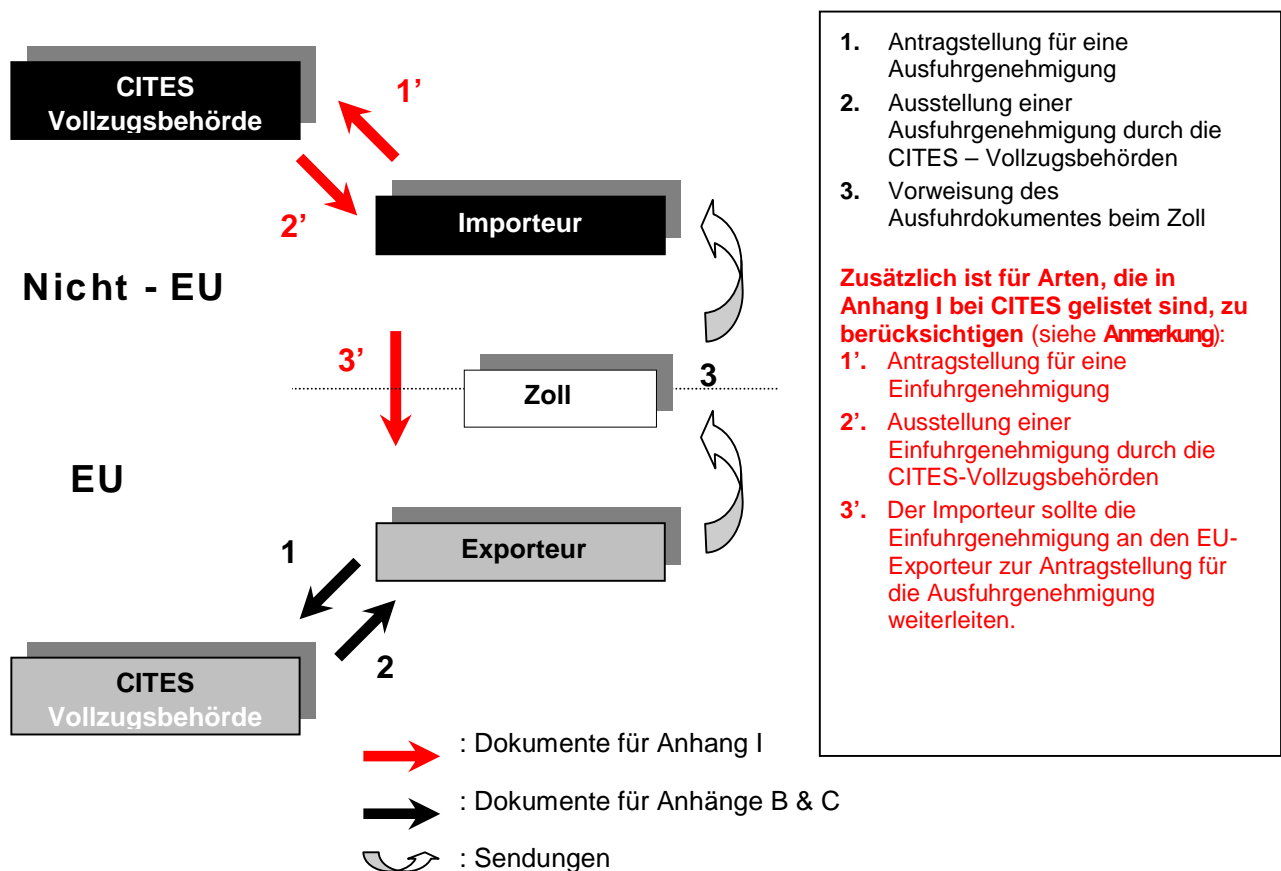 CITES
Vollzugsbehörde
1’
2’
Importeur
Nicht - EU
3’
Zoll
3
EU
1
Exporteur
2
CITES
Vollzugsbehörde
: Dokumente für Anhang I
: Dokumente für Anhänge B & C
: Sendungen
1. Antragstellung für eine
Ausfuhrgenehmigung
2. Ausstellung einer
Ausfuhrgenehmigung durch die
CITES – Vollzugsbehörden
3. Vorweisung des
Ausfuhrdokumentes beim Zoll
Zusätzlich ist für Arten, die in
Anhang I bei CITES gelistet sind, zu
berücksichtigen (siehe Anmerkung):
1’. Antragstellung für eine
Einfuhrgenehmigung
2’. Ausstellung einer
Einfuhrgenehmigung durch die
CITES-Vollzugsbehörden
3’. Der Importeur sollte die
Einfuhrgenehmigung an den EU-
Exporteur zur Antragstellung für
die Ausfuhrgenehmigung
weiterleiten.